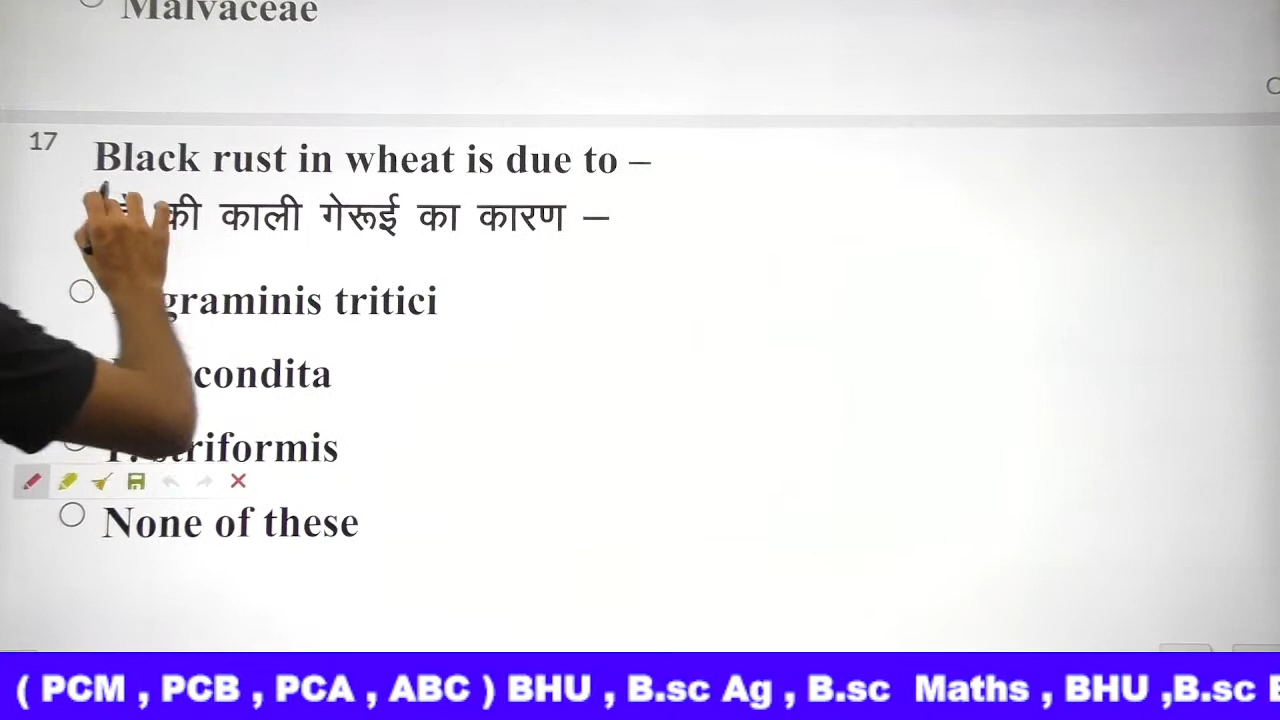 Malvaceae
17
Black rust in wheat is due to –
की काली गेरूई का कारण –
graminis tritici
condita
striformis
None of these
( PCM , PCB , PCA , ABC ) BHU , B.sc Ag , B.sc Maths , BHU ,B.sc